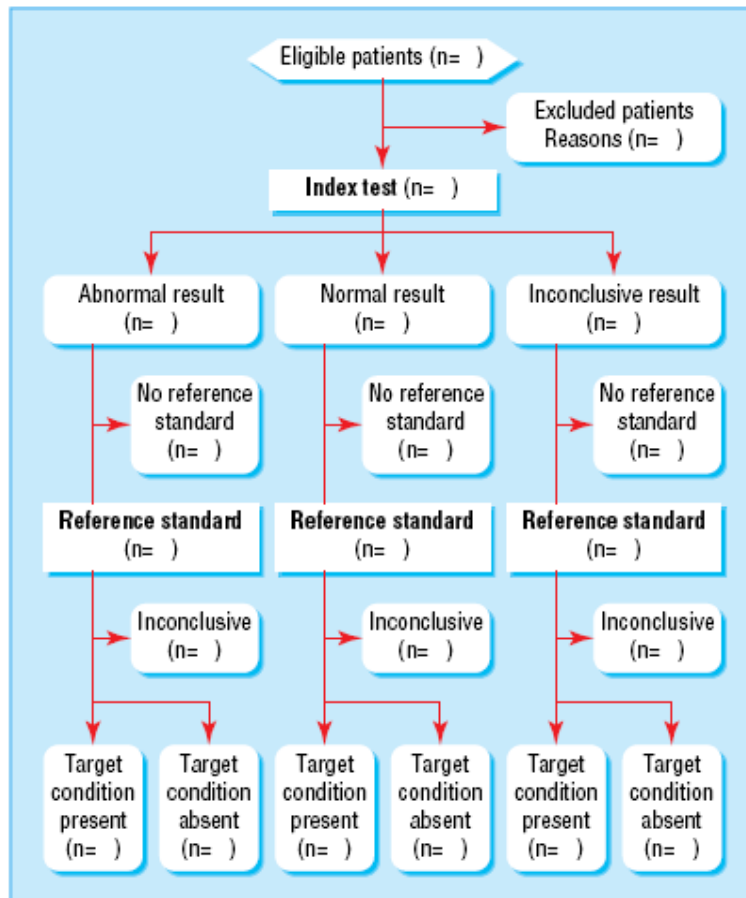 Eligible patients (n=   )
Excluded patients
Reasons (n=   )
Index test (n=   )
Abnormal result
(n=   )
Normal result
(n=   )
Inconclusive result
(n=   )
No reference
standard
(n=   )
No reference
standard
(n=   )
No reference
standard
(n=   )
Reference standard
(n=   )
Reference standard
(n=   )
Reference standard
(n=   )
Inconclusive
(n=   )
Inconclusive
(n=   )
Inconclusive
(n=   )
Target
condition
present
(n=   )
Target
condition
absent
(n=   )
Target
condition
present
(n=   )
Target
condition
absent
(n=   )
Target
condition
present
(n=   )
Target
condition
absent
(n=   )